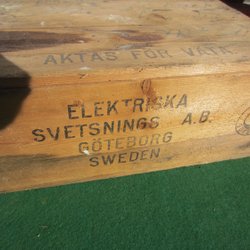 AKTAS FÖR VÄTA
ELEKTRISKA
SVETSNINGS A.B.
GÖTEBORG
SWEDEN